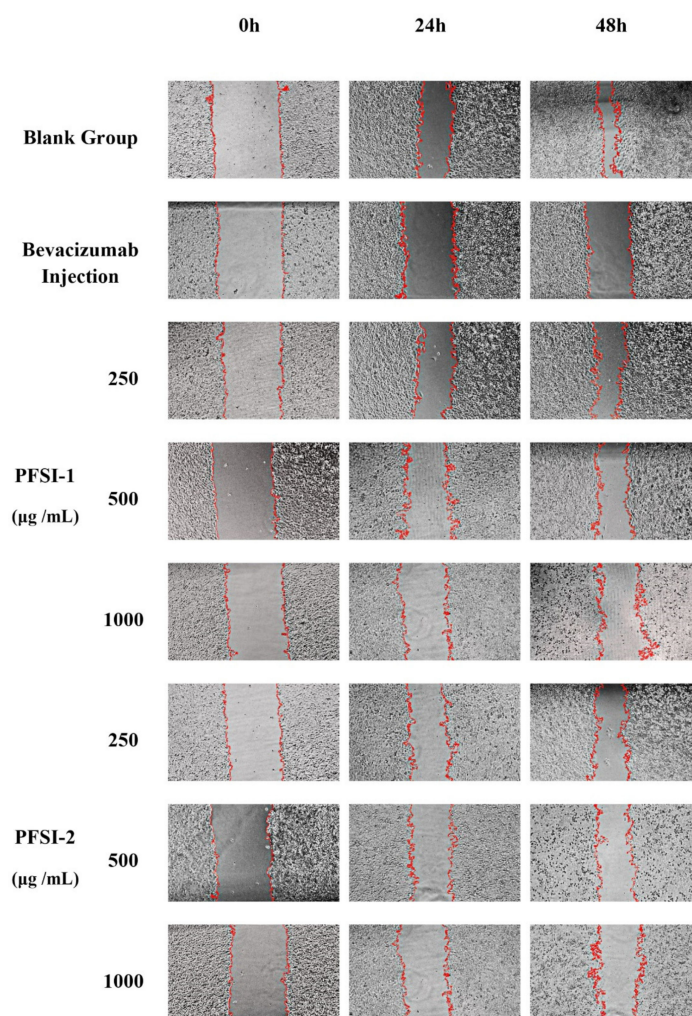 0h 24h 48h
Blank Group
Bevacizumab
Injection
250
PFSI-1 500
(μg /mL)
1000
250
PFSI-2 500
(μg /mL)
1000